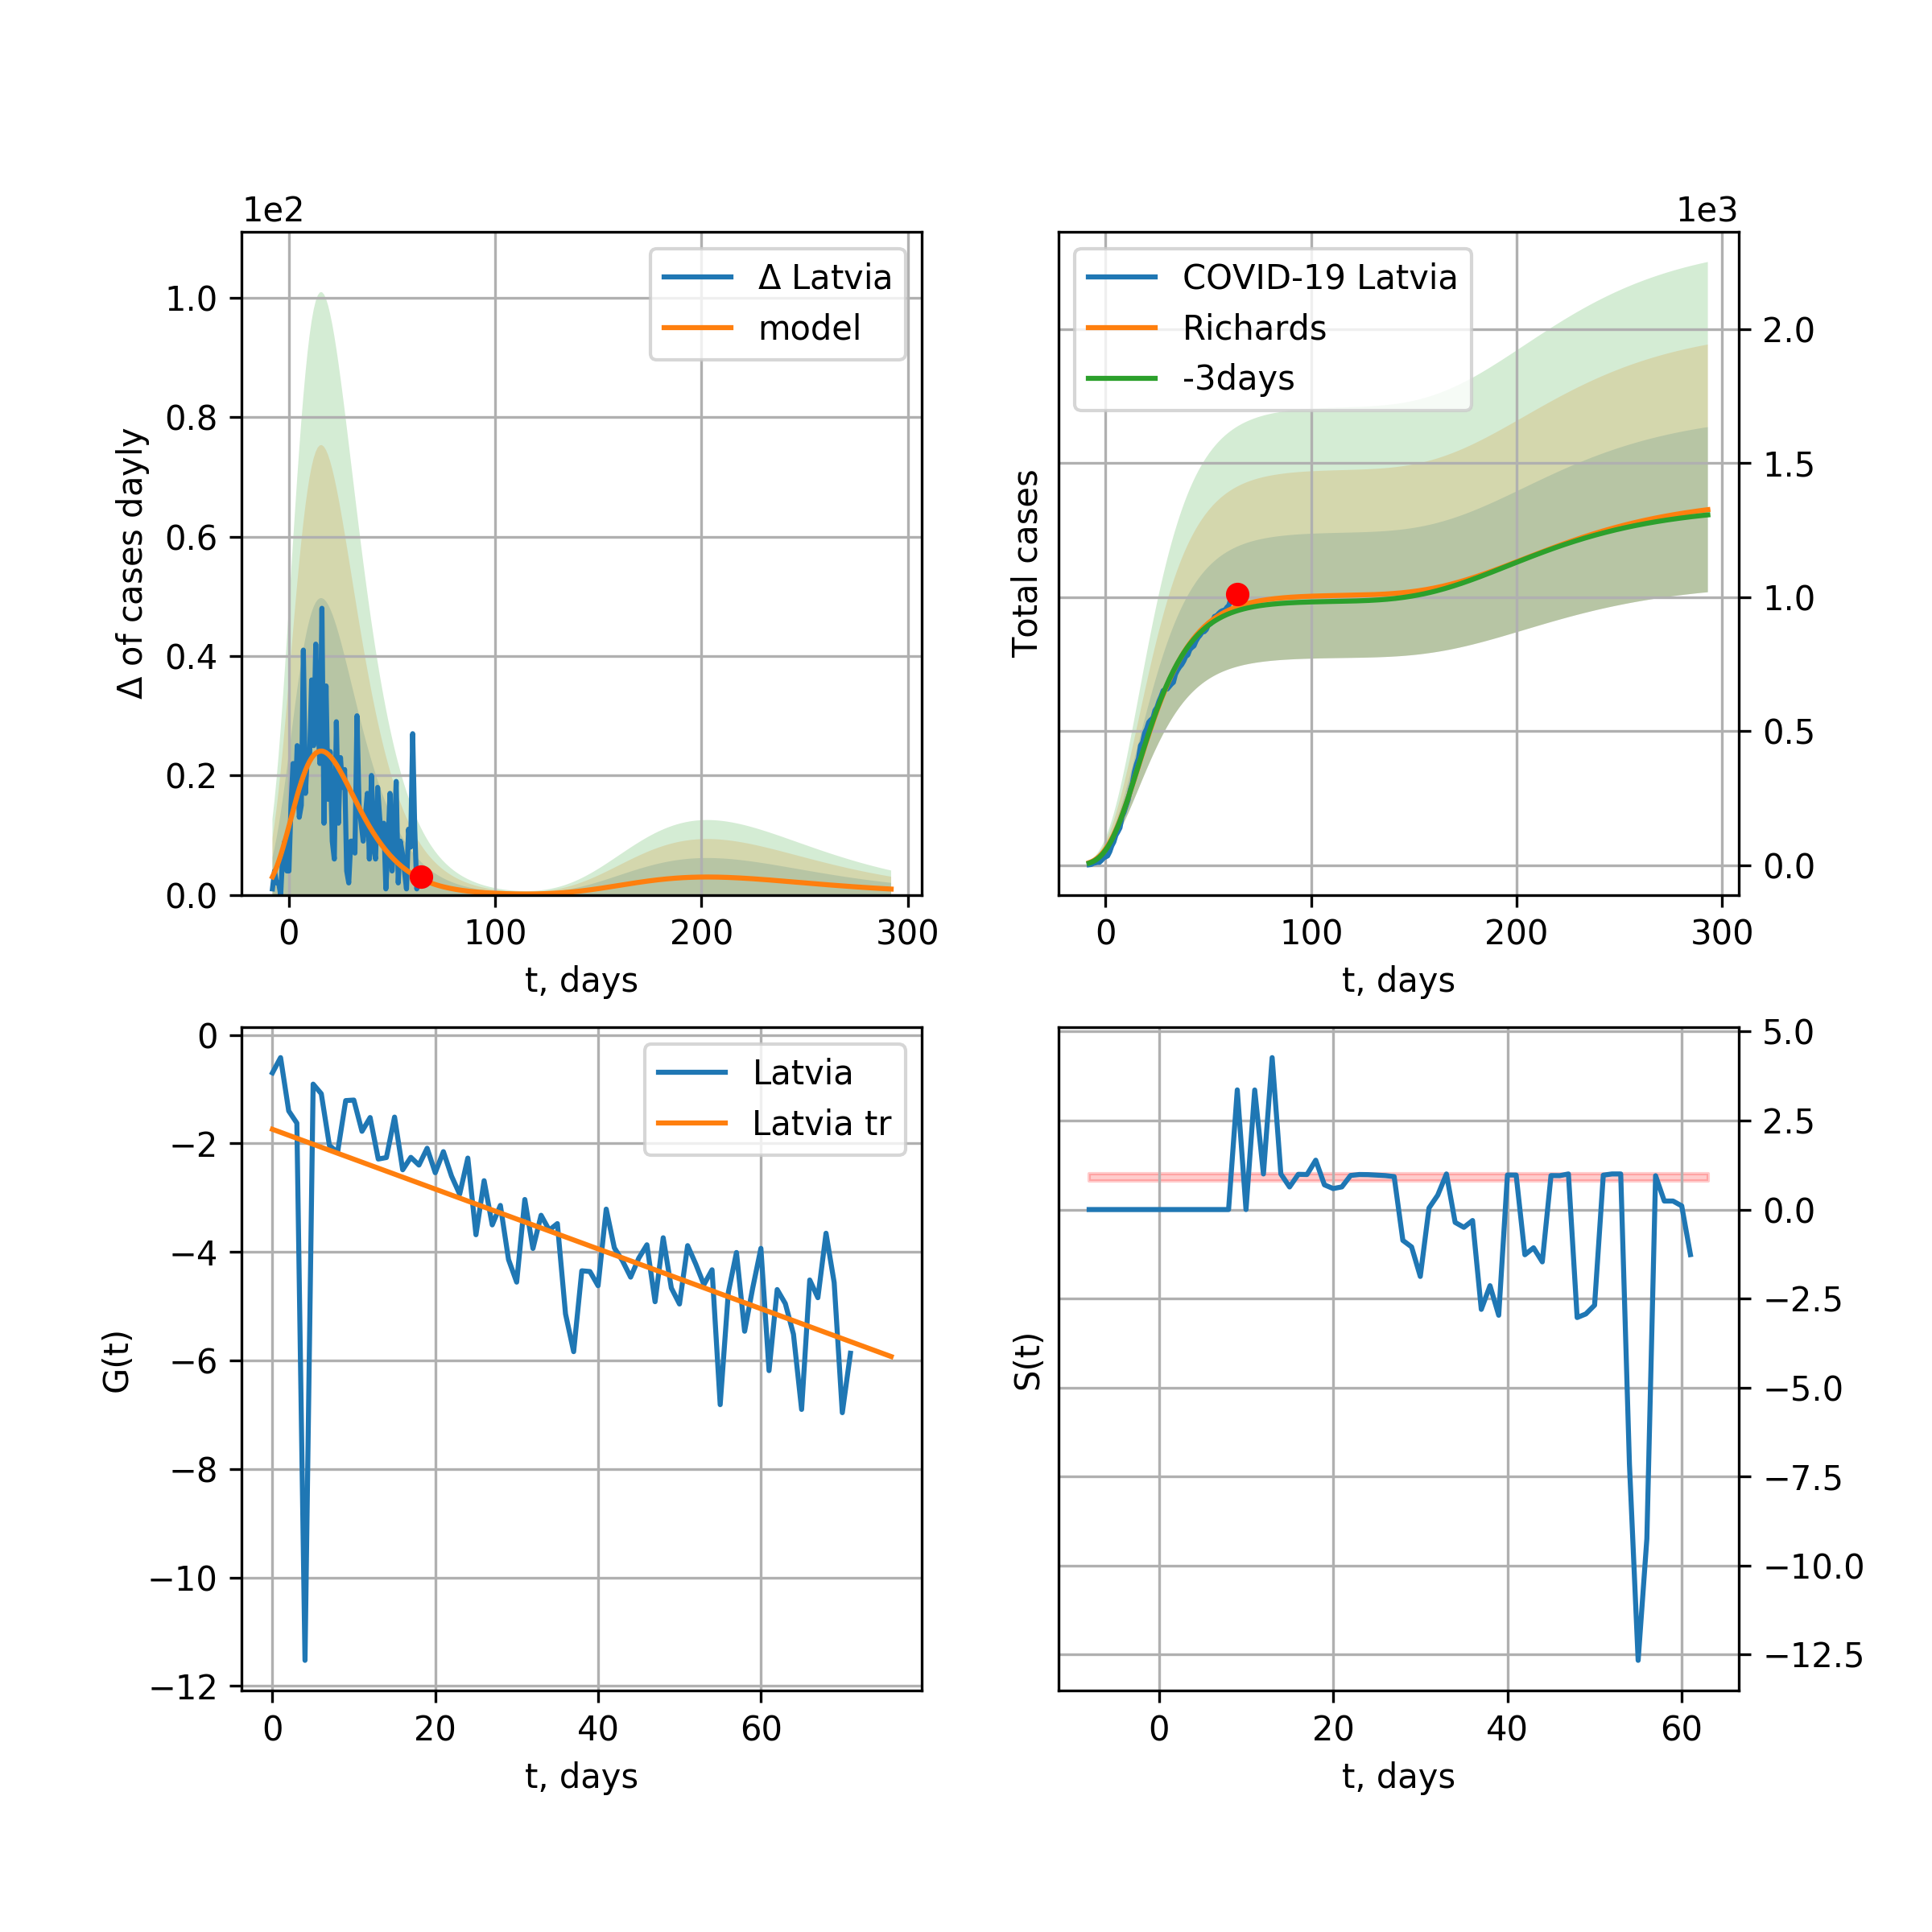 1e2
Δ Latvia
model
1.0
0.8
0.6
0.4
0.2
0.0
Δ of cases dayly
0
100
200
300
t, days
1e3
COVID-19 Latvia
Richards
-3days
2.0
1.5
1.0
0.5
0.0
Total cases
0
100
200
300
t, days
Latvia
Latvia tr
0
−2
−4
−6
−8
−10
−12
G(t)
0
20
40
60
t, days
5.0
2.5
0.0
−2.5
−5.0
−7.5
−10.0
−12.5
S(t)
0
20
40
60
t, days